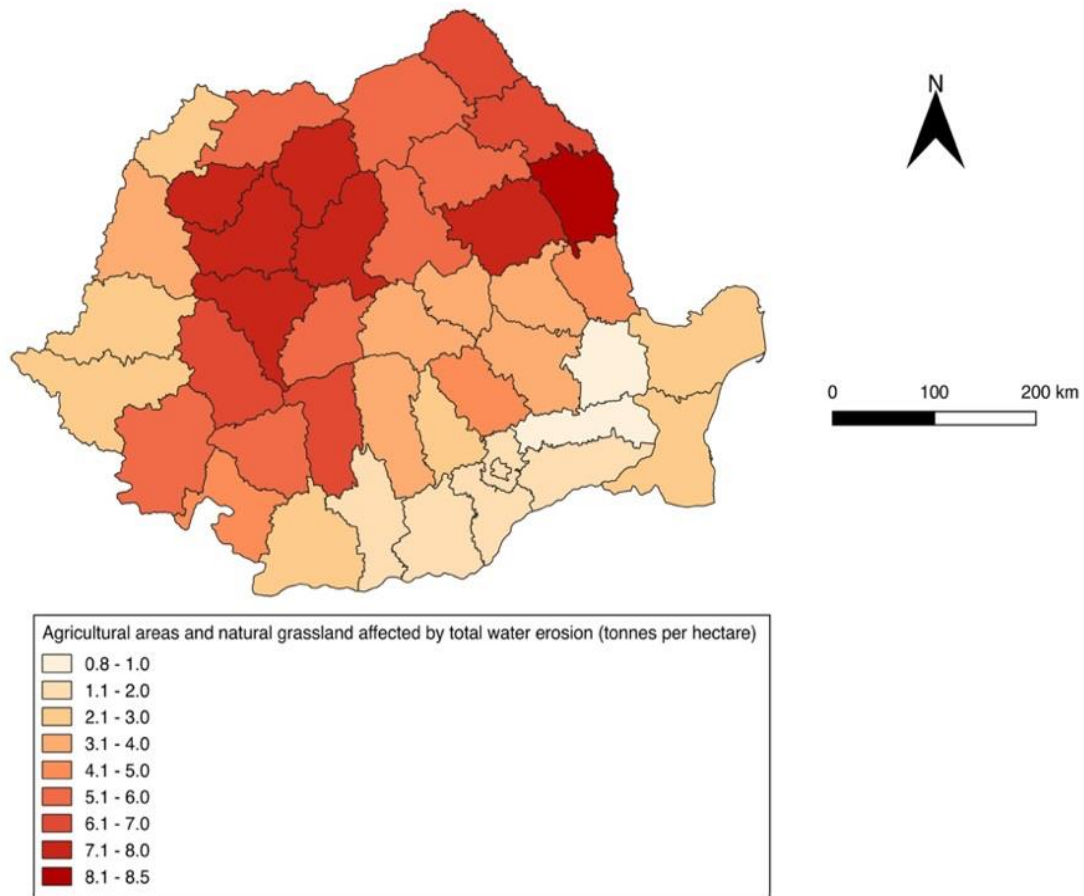 N
0 100 200 km
Agricultural areas and natural grassland affected by total water erosion (tonnes per hectare)
0.8 - 1.0
1.1 - 2.0
2.1 - 3.0
3.1 - 4.0
4.1 - 5.0
5.1 - 6.0
6.1 - 7.0
7.1 - 8.0
8.1 - 8.5